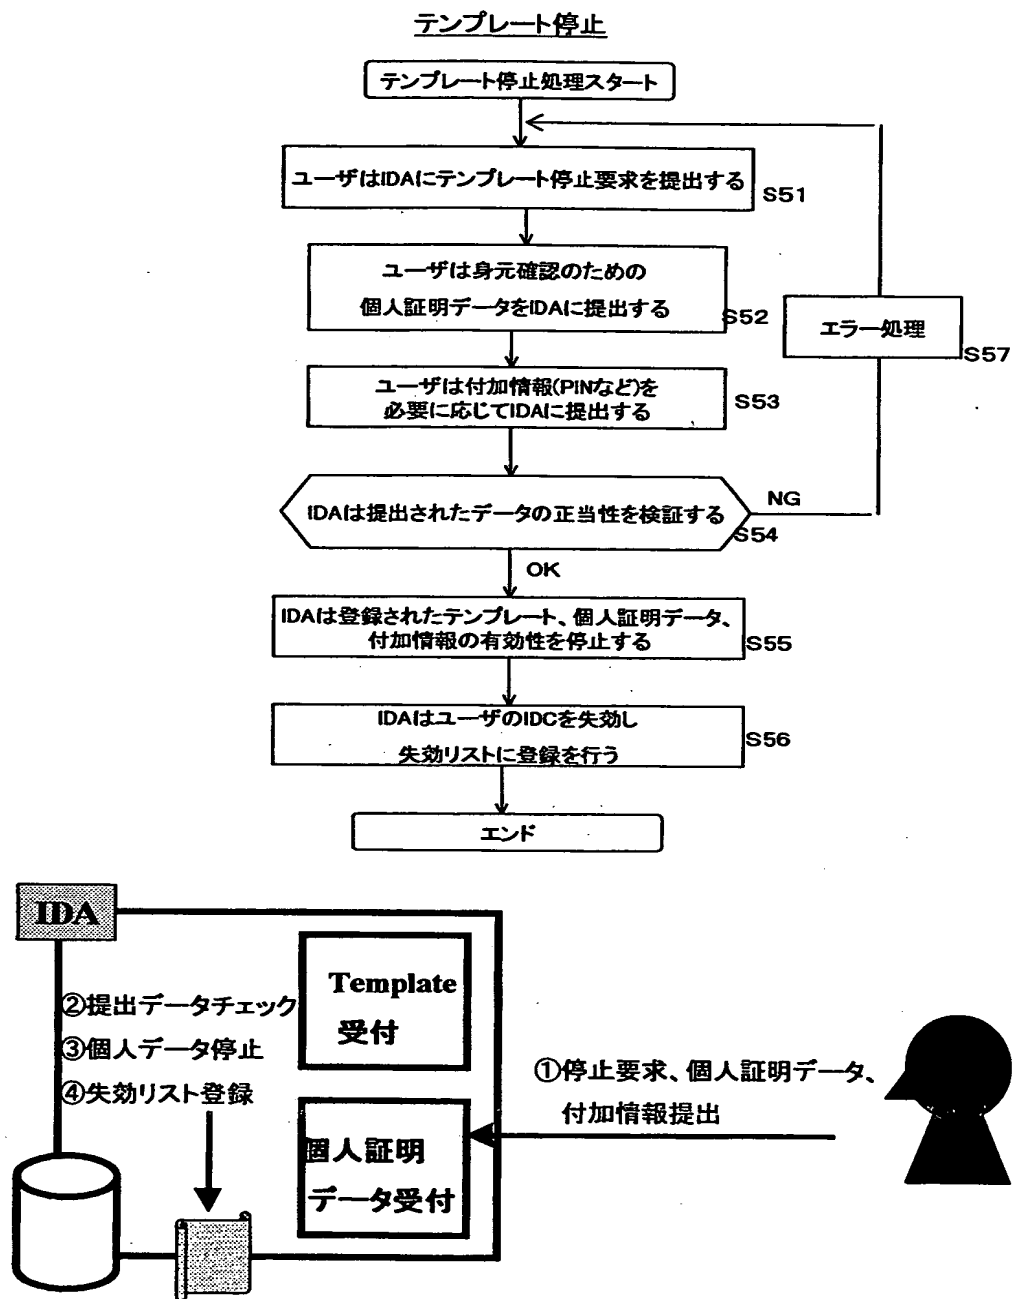 テンプレート停止
テンプレート停止処理スタート
ユーザはIDAにテンプレート停止要求を提出する
S51
ユーザは身元確認のための
個人証明データをIDAに提出する
S52
エラー処理
S57
ユーザは付加情報(PINなど)を
必要に応じてIDAに提出する
S53
IDAは提出されたデータの正当性を検証する
S54
NG
OK
IDAは登録されたテンプレート、個人証明データ、
付加情報の有効性を停止する
S55
IDAはユーザのIDCを失効し
失効リストに登録を行う
S56
エンド
IDA
Template
受付
②提出データチェック
③個人データ停止
④失効リスト登録
①停止要求、個人証明データ、
付加情報提出
個人証明
データ受付